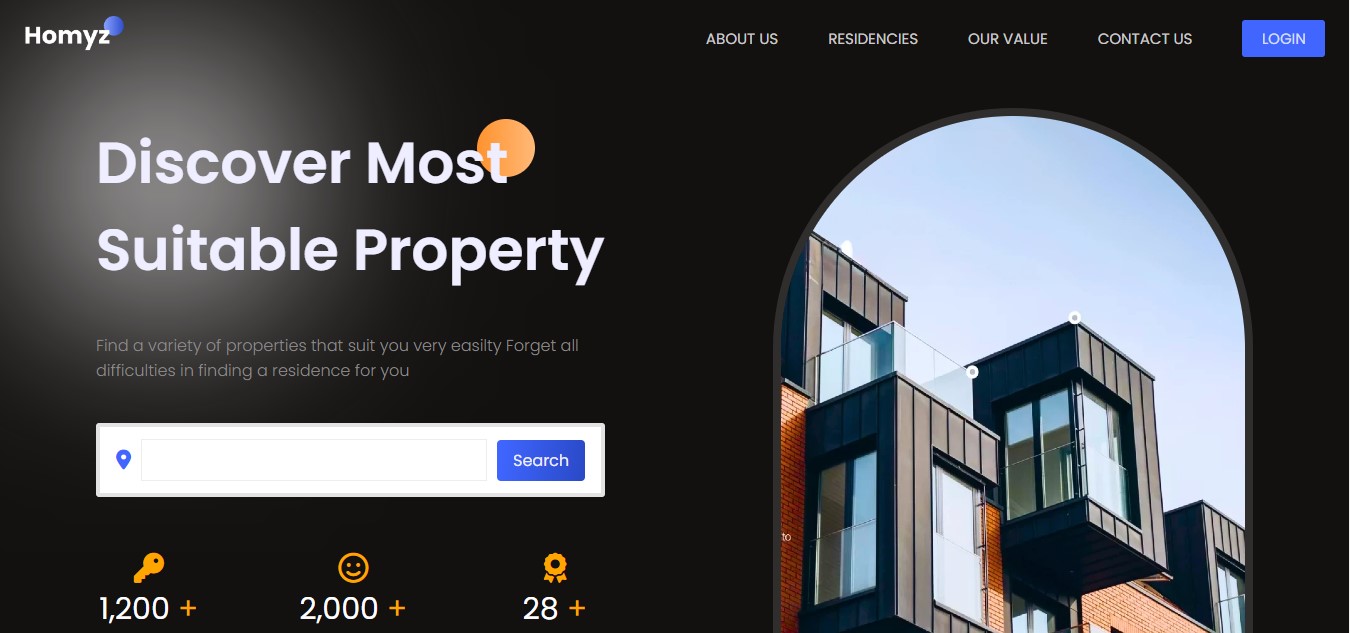 Homyz
ABOUT US
RESIDENCIES
OUR VALUE
CONTACT US
LOGIN
Discover Most
Suitable Property
Find a variety of properties that suit you very easilty Forget all
difficulties in finding a residence for you
Search
to
1,200 +
2,000 +
28 +